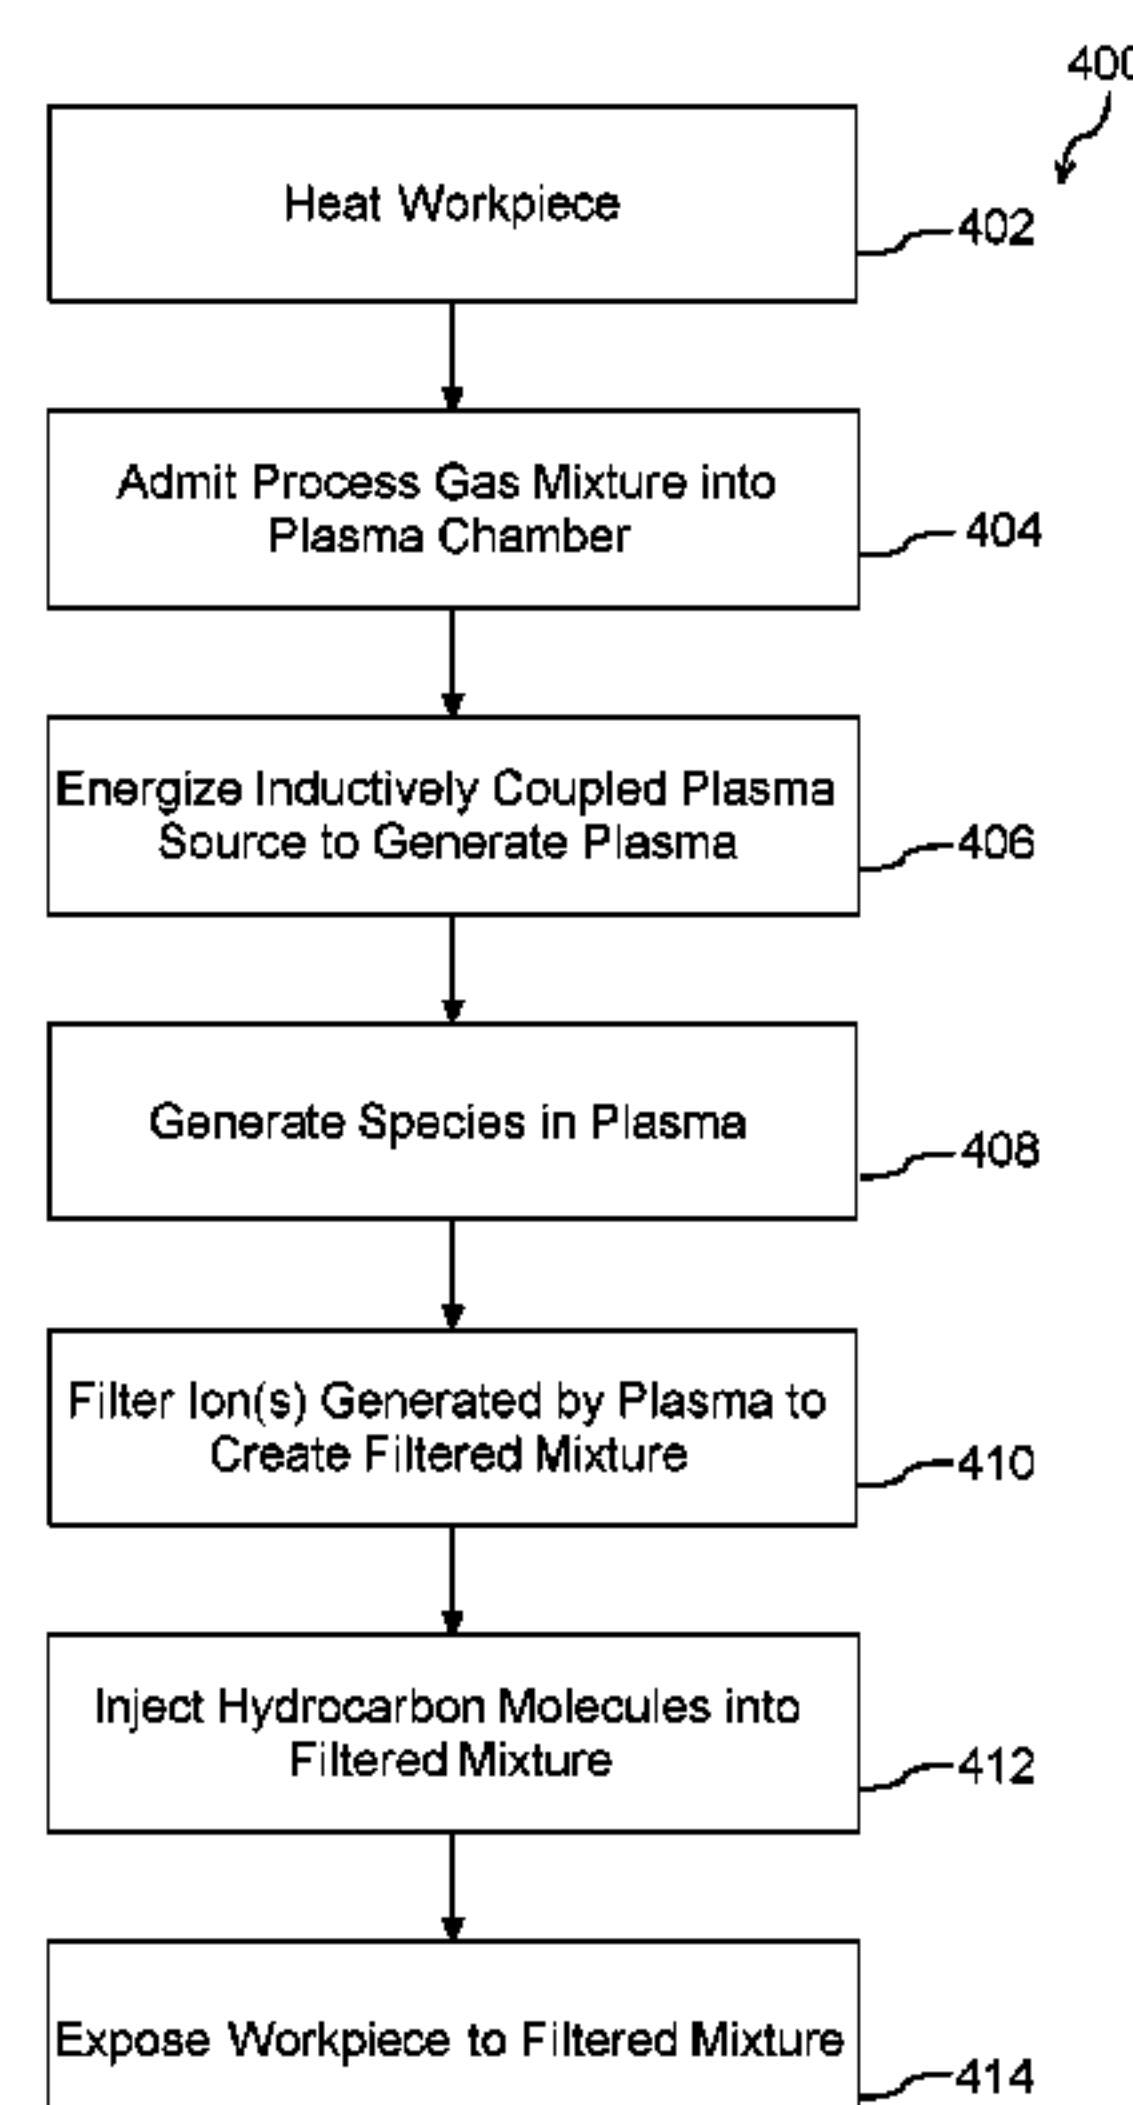 400
Heat Workpiece
402
Admit Process Gas Mixture into
Plasma Chamber
404
Energize Inductively Coupled Plasma
Source to Generate Plasma
406
Generate Species in Plasma
408
Filter Ion(s) Generated by Plasma to
Create Filtered Mixture
410
Inject Hydrocarbon Molecules into
Filtered Mixture
412
Expose Workpiece to Filtered Mixture
414